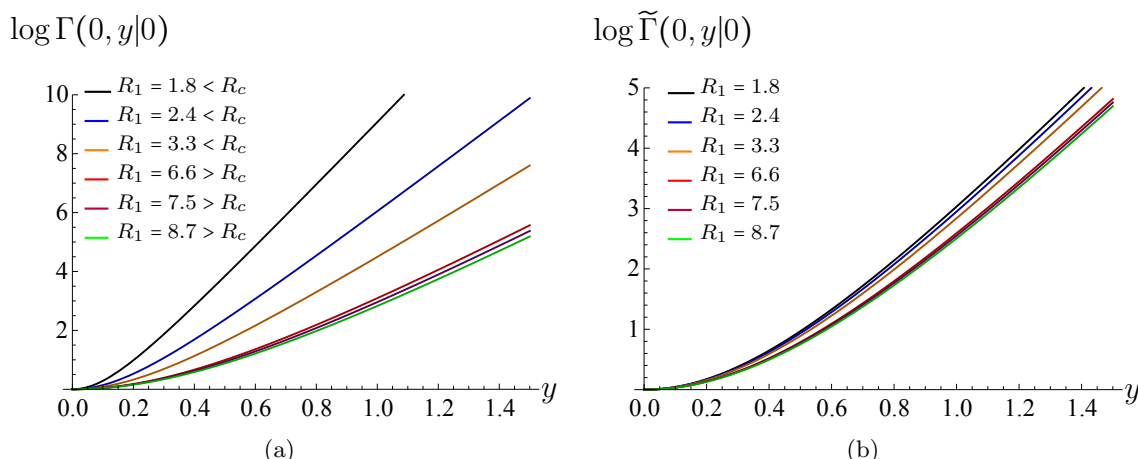 log Γ(0, y|0)
10
8
6
4
2
R₁ = 1.8 < R_c
R₁ = 2.4 < R_c
R₁ = 3.3 < R_c
R₁ = 6.6 > R_c
R₁ = 7.5 > R_c
R₁ = 8.7 > R_c
0.0 0.2 0.4 0.6 0.8 1.0 1.2 1.4 y
(a)
log Γ̃(0, y|0)
5
4
3
2
1
R₁ = 1.8
R₁ = 2.4
R₁ = 3.3
R₁ = 6.6
R₁ = 7.5
R₁ = 8.7
0.0 0.2 0.4 0.6 0.8 1.0 1.2 1.4 y
(b)